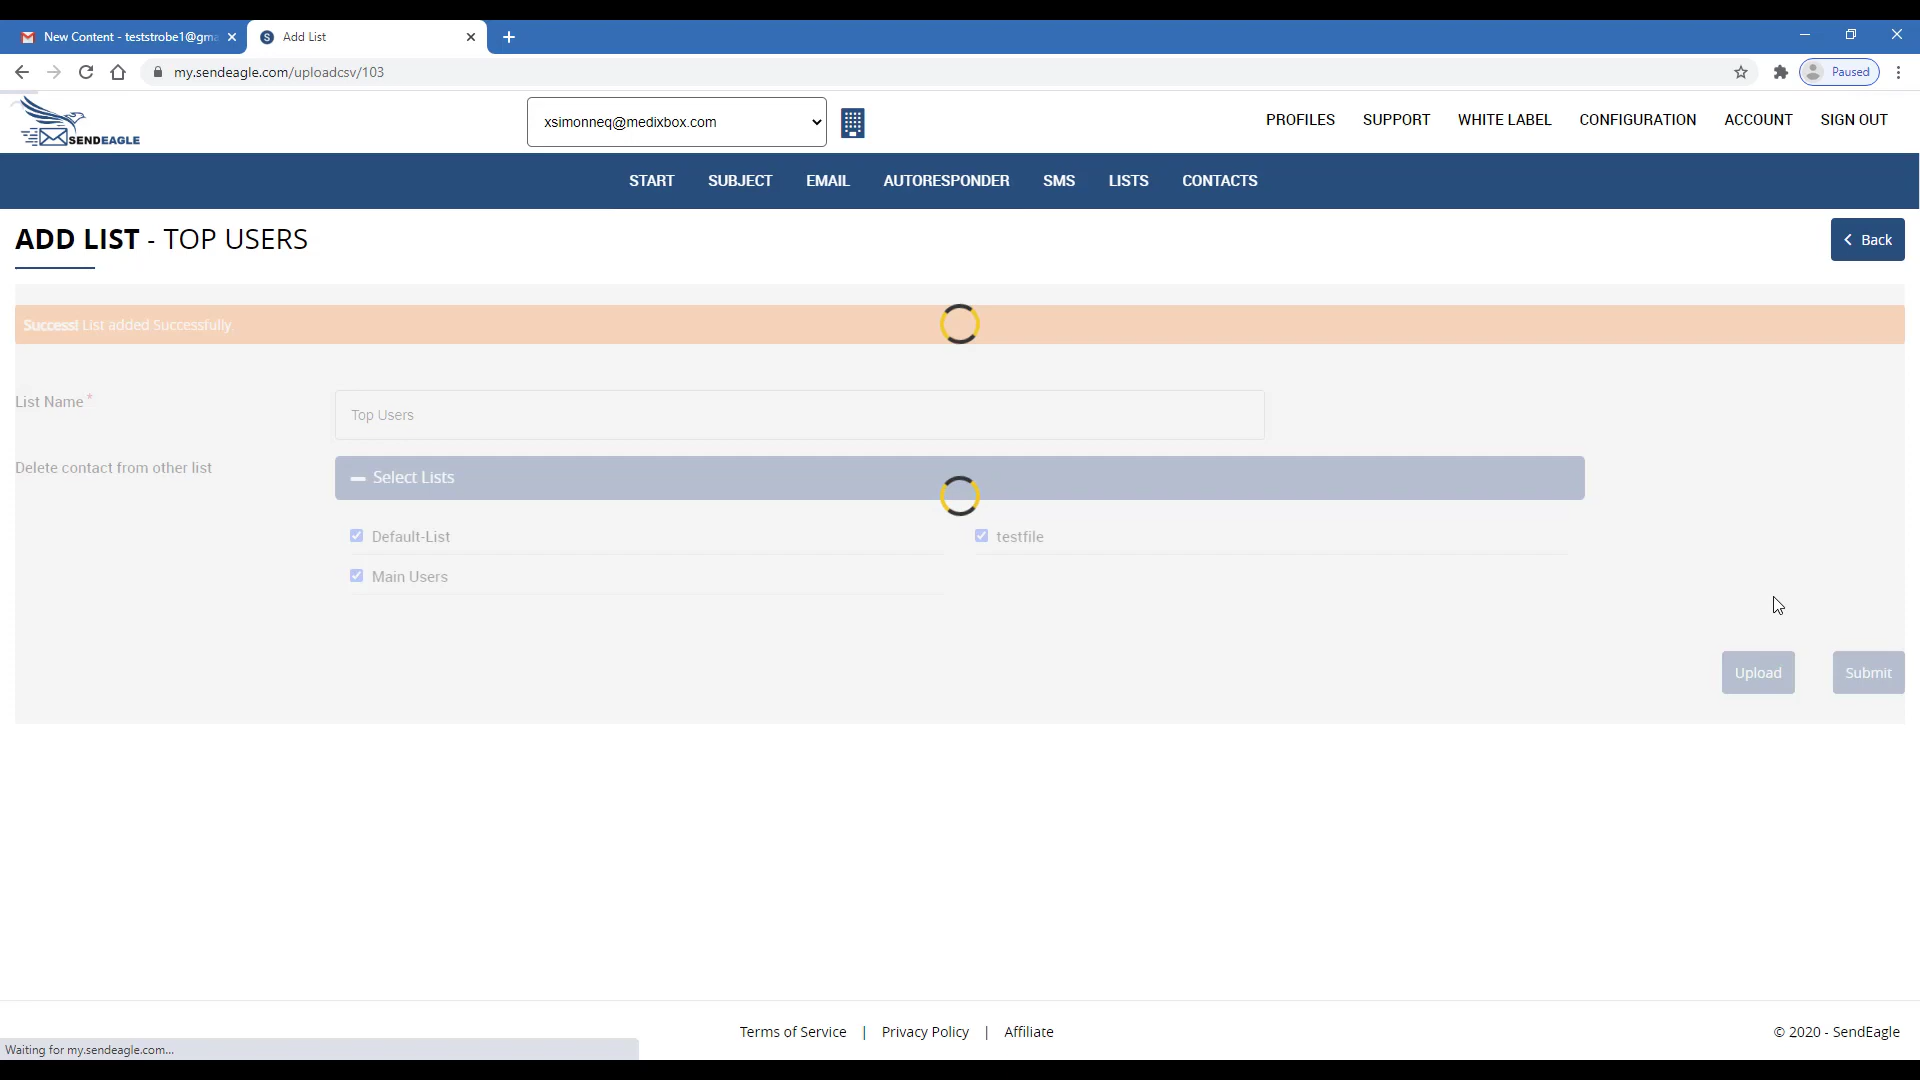 New Content - teststrobe1@gma
Add List
my.sendeagle.com/uploadcsv/103
Paused
SENDEAGLE
xsimonneq@medixbox.com
PROFILES
SUPPORT
WHITE LABEL
CONFIGURATION
ACCOUNT
SIGN OUT
START
SUBJECT
EMAIL
AUTORESPONDER
SMS
LISTS
CONTACTS
ADD LIST - TOP USERS
Back
Success! List added Successfully
List Name *
Top Users
Delete contact from other list
Select Lists
Default-List
testfile
Main Users
Upload
Submit
Terms of Service | Privacy Policy | Affiliate
© 2020 - SendEagle
Waiting for my.sendeagle.com...